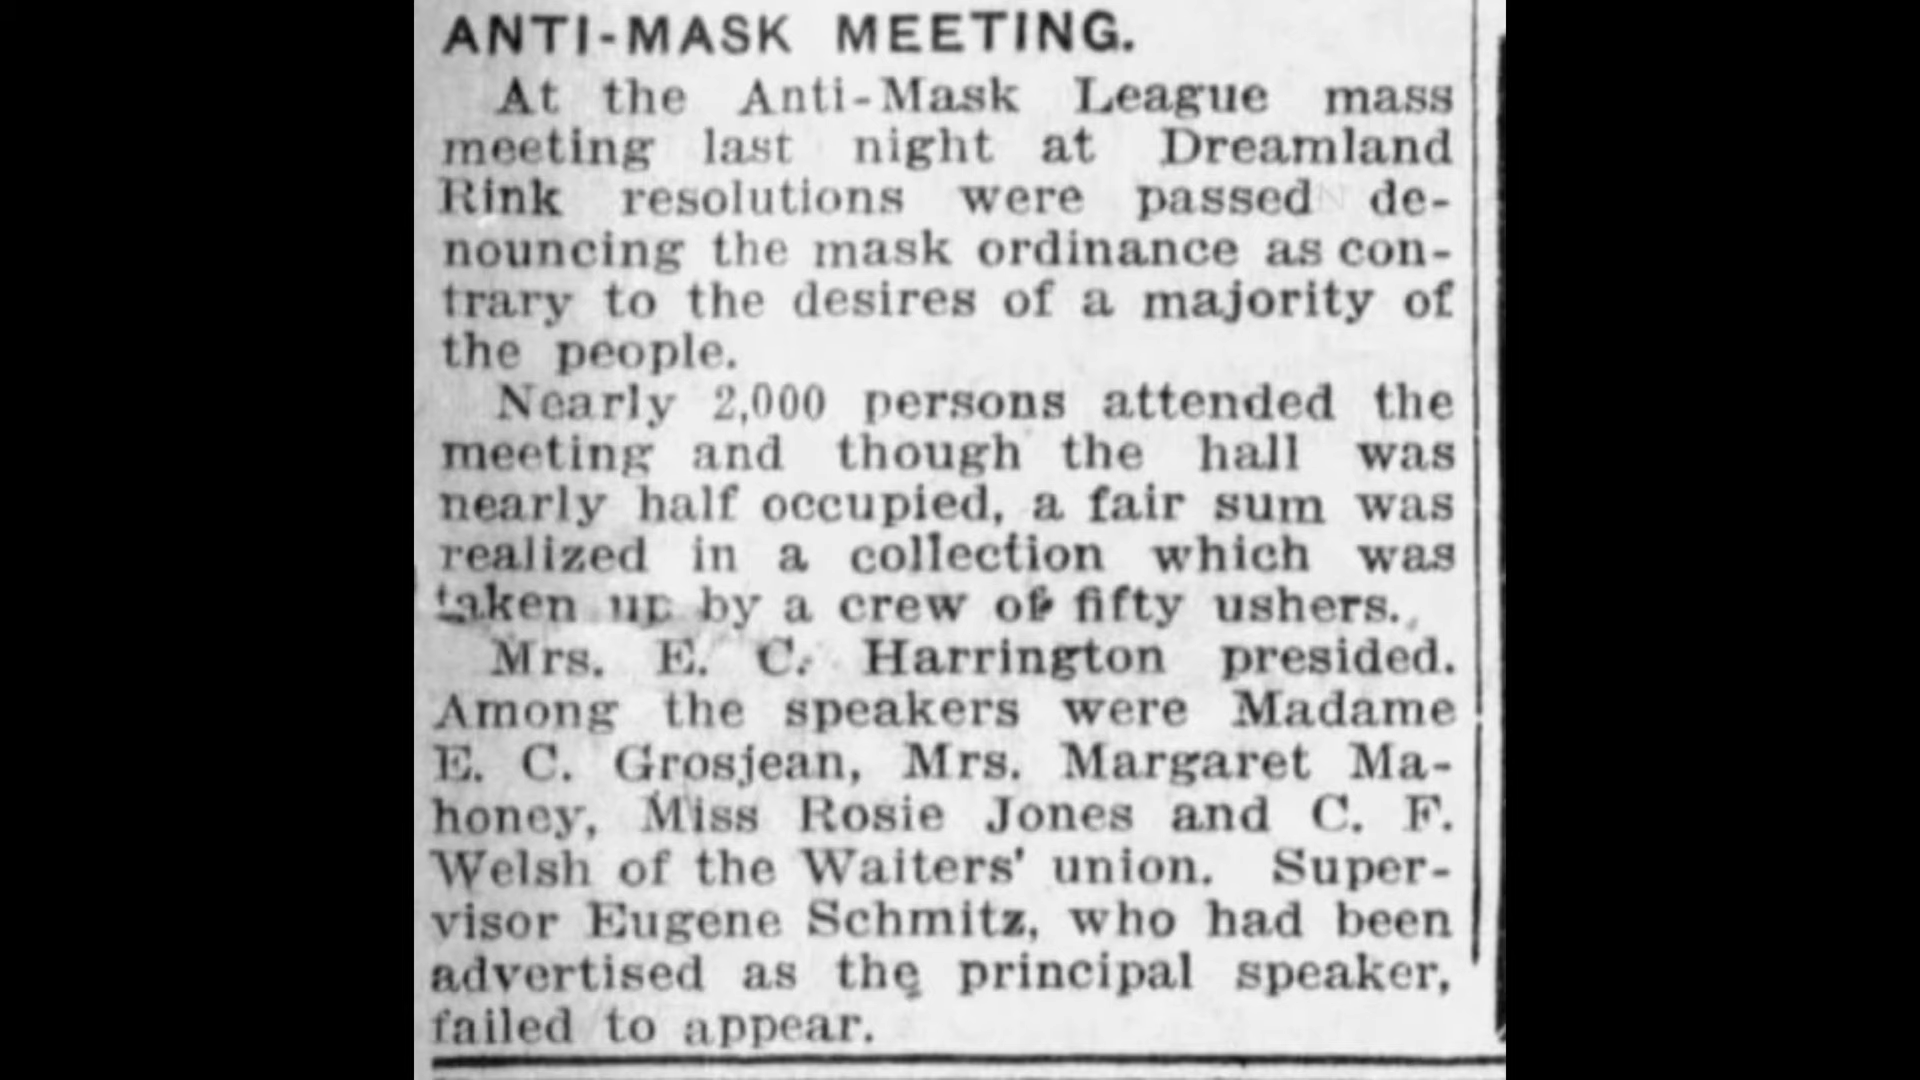 ANTI-MASK MEETING.
At the Anti-Mask League mass
meeting last night at Dreamland
Rink resolutions were passed de-
nouncing the mask ordinance as con-
trary to the desires of a majority of
the people.
Nearly 2,000 persons attended the
meeting and though the hall was
nearly half occupied, a fair sum was
realized in a collection which was
taken up by a crew of fifty ushers.
Mrs. E. C. Harrington presided.
Among the speakers were Madame
E. C. Grosjean, Mrs. Margaret Ma-
honey, Miss Rosie Jones and C. F.
Welsh of the Waiters' union. Super-
visor Eugene Schmitz, who had been
advertised as the principal speaker,
failed to appear.